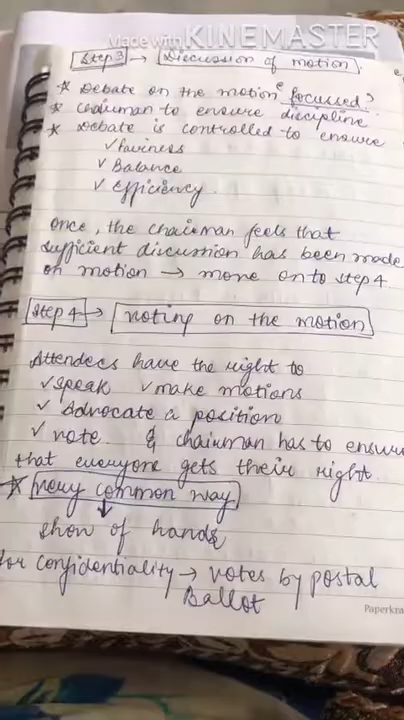 Made with KINEMASTER
Step 3 → Discussion of motion.
* Debate on the motion (focussed)
* Chairman to ensure discipline
* Debate is controlled to ensure
✓ Fairness
✓ Balance
✓ Efficiency.
Once, the chairman feels that
sufficient discussion has been made
on motion → move onto step 4
Step 4 → Voting on the motion
Attendees have the right to
✓ speak ✓ make motions
✓ Advocate a position
✓ vote. & chairman has to ensure
that everyone gets their right.
* Very common way
↓
show of hands
for confidentiality → votes by postal
Ballot
Paperkra